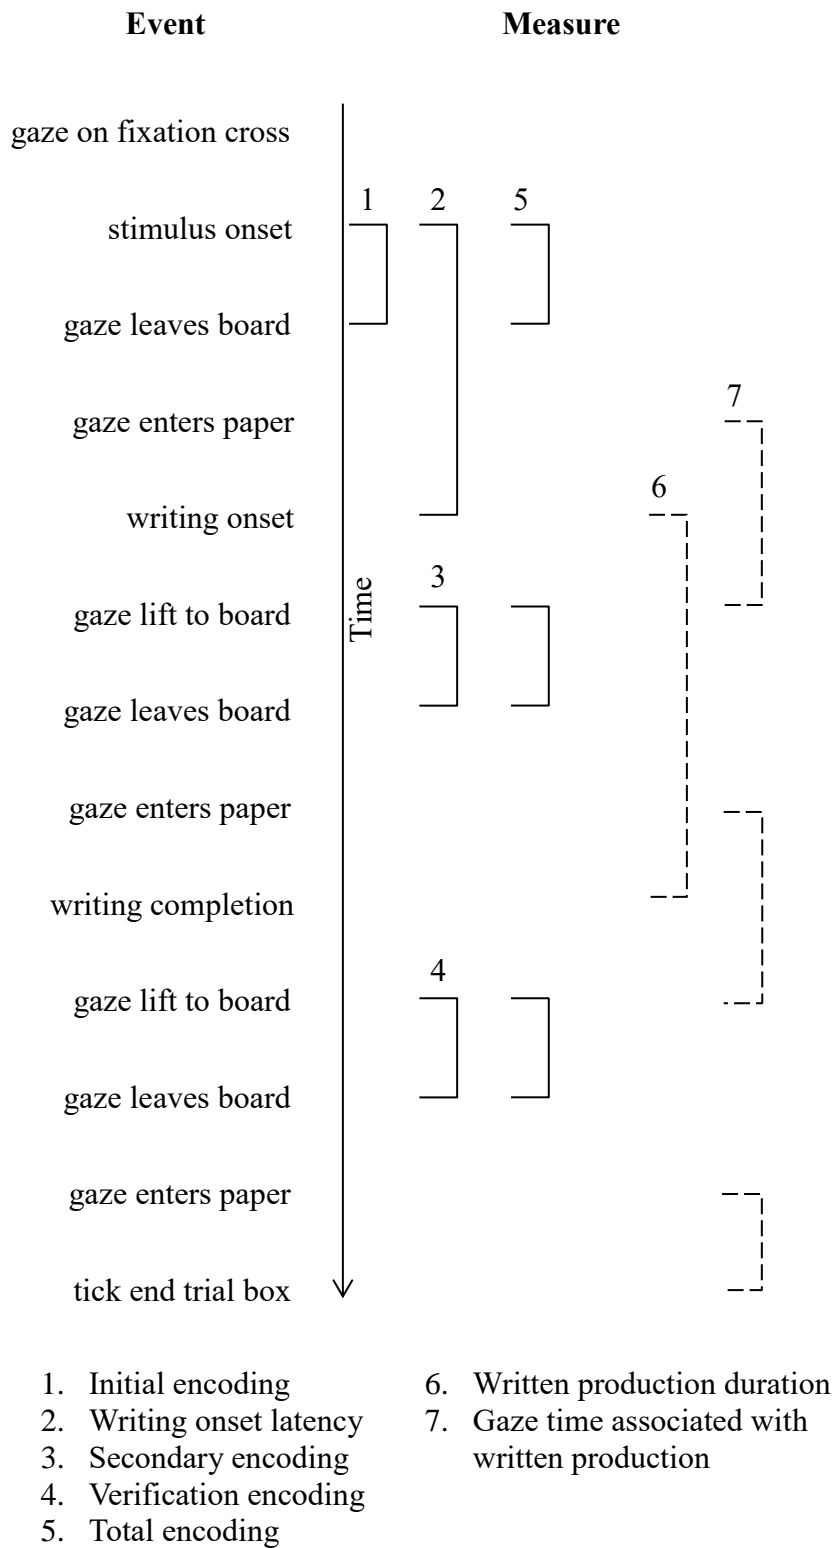 Event Measure
gaze on fixation cross
1 2 5
stimulus onset
gaze leaves board
7
gaze enters paper
6
writing onset
3
Time
gaze lift to board
gaze leaves board
gaze enters paper
writing completion
4
gaze lift to board
gaze leaves board
gaze enters paper
tick end trial box
1. Initial encoding
2. Writing onset latency
3. Secondary encoding
4. Verification encoding
5. Total encoding
6. Written production duration
7. Gaze time associated with
written production